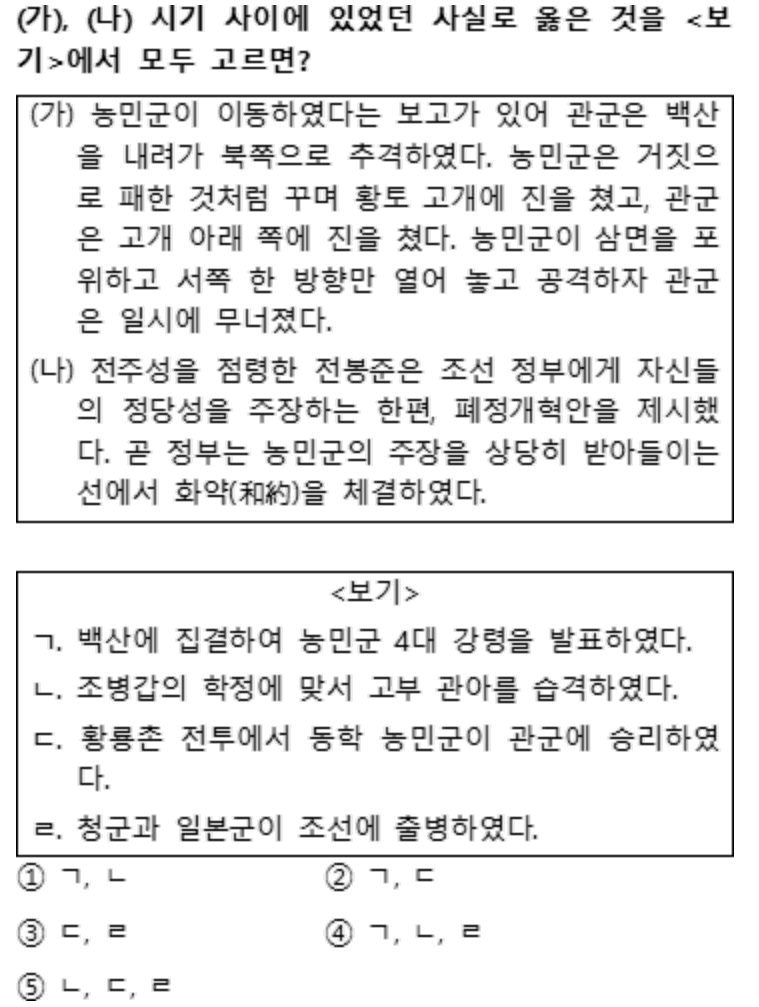 (가), (나) 시기 사이에 있었던 사실로 옳은 것을 <보
기>에서 모두 고르면?
(가) 농민군이 이동하였다는 보고가 있어 관군은 백산
을 내려가 북쪽으로 추격하였다. 농민군은 거짓으
로 패한 것처럼 꾸며 황토 고개에 진을 쳤고, 관군
은 고개 아래 쪽에 진을 쳤다. 농민군이 삼면을 포
위하고 서쪽 한 방향만 열어 놓고 공격하자 관군
은 일시에 무너졌다.
(나) 전주성을 점령한 전봉준은 조선 정부에게 자신들
의 정당성을 주장하는 한편, 폐정개혁안을 제시했
다. 곧 정부는 농민군의 주장을 상당히 받아들이는
선에서 화약(和約)을 체결하였다.
<보기>
ㄱ. 백산에 집결하여 농민군 4대 강령을 발표하였다.
ㄴ. 조병갑의 학정에 맞서 고부 관아를 습격하였다.
ㄷ. 황룡촌 전투에서 동학 농민군이 관군에 승리하였
다.
ㄹ. 청군과 일본군이 조선에 출병하였다.
① ㄱ, ㄴ ② ㄱ, ㄷ
③ ㄷ, ㄹ ④ ㄱ, ㄴ, ㄹ
⑤ ㄴ, ㄷ, ㄹ